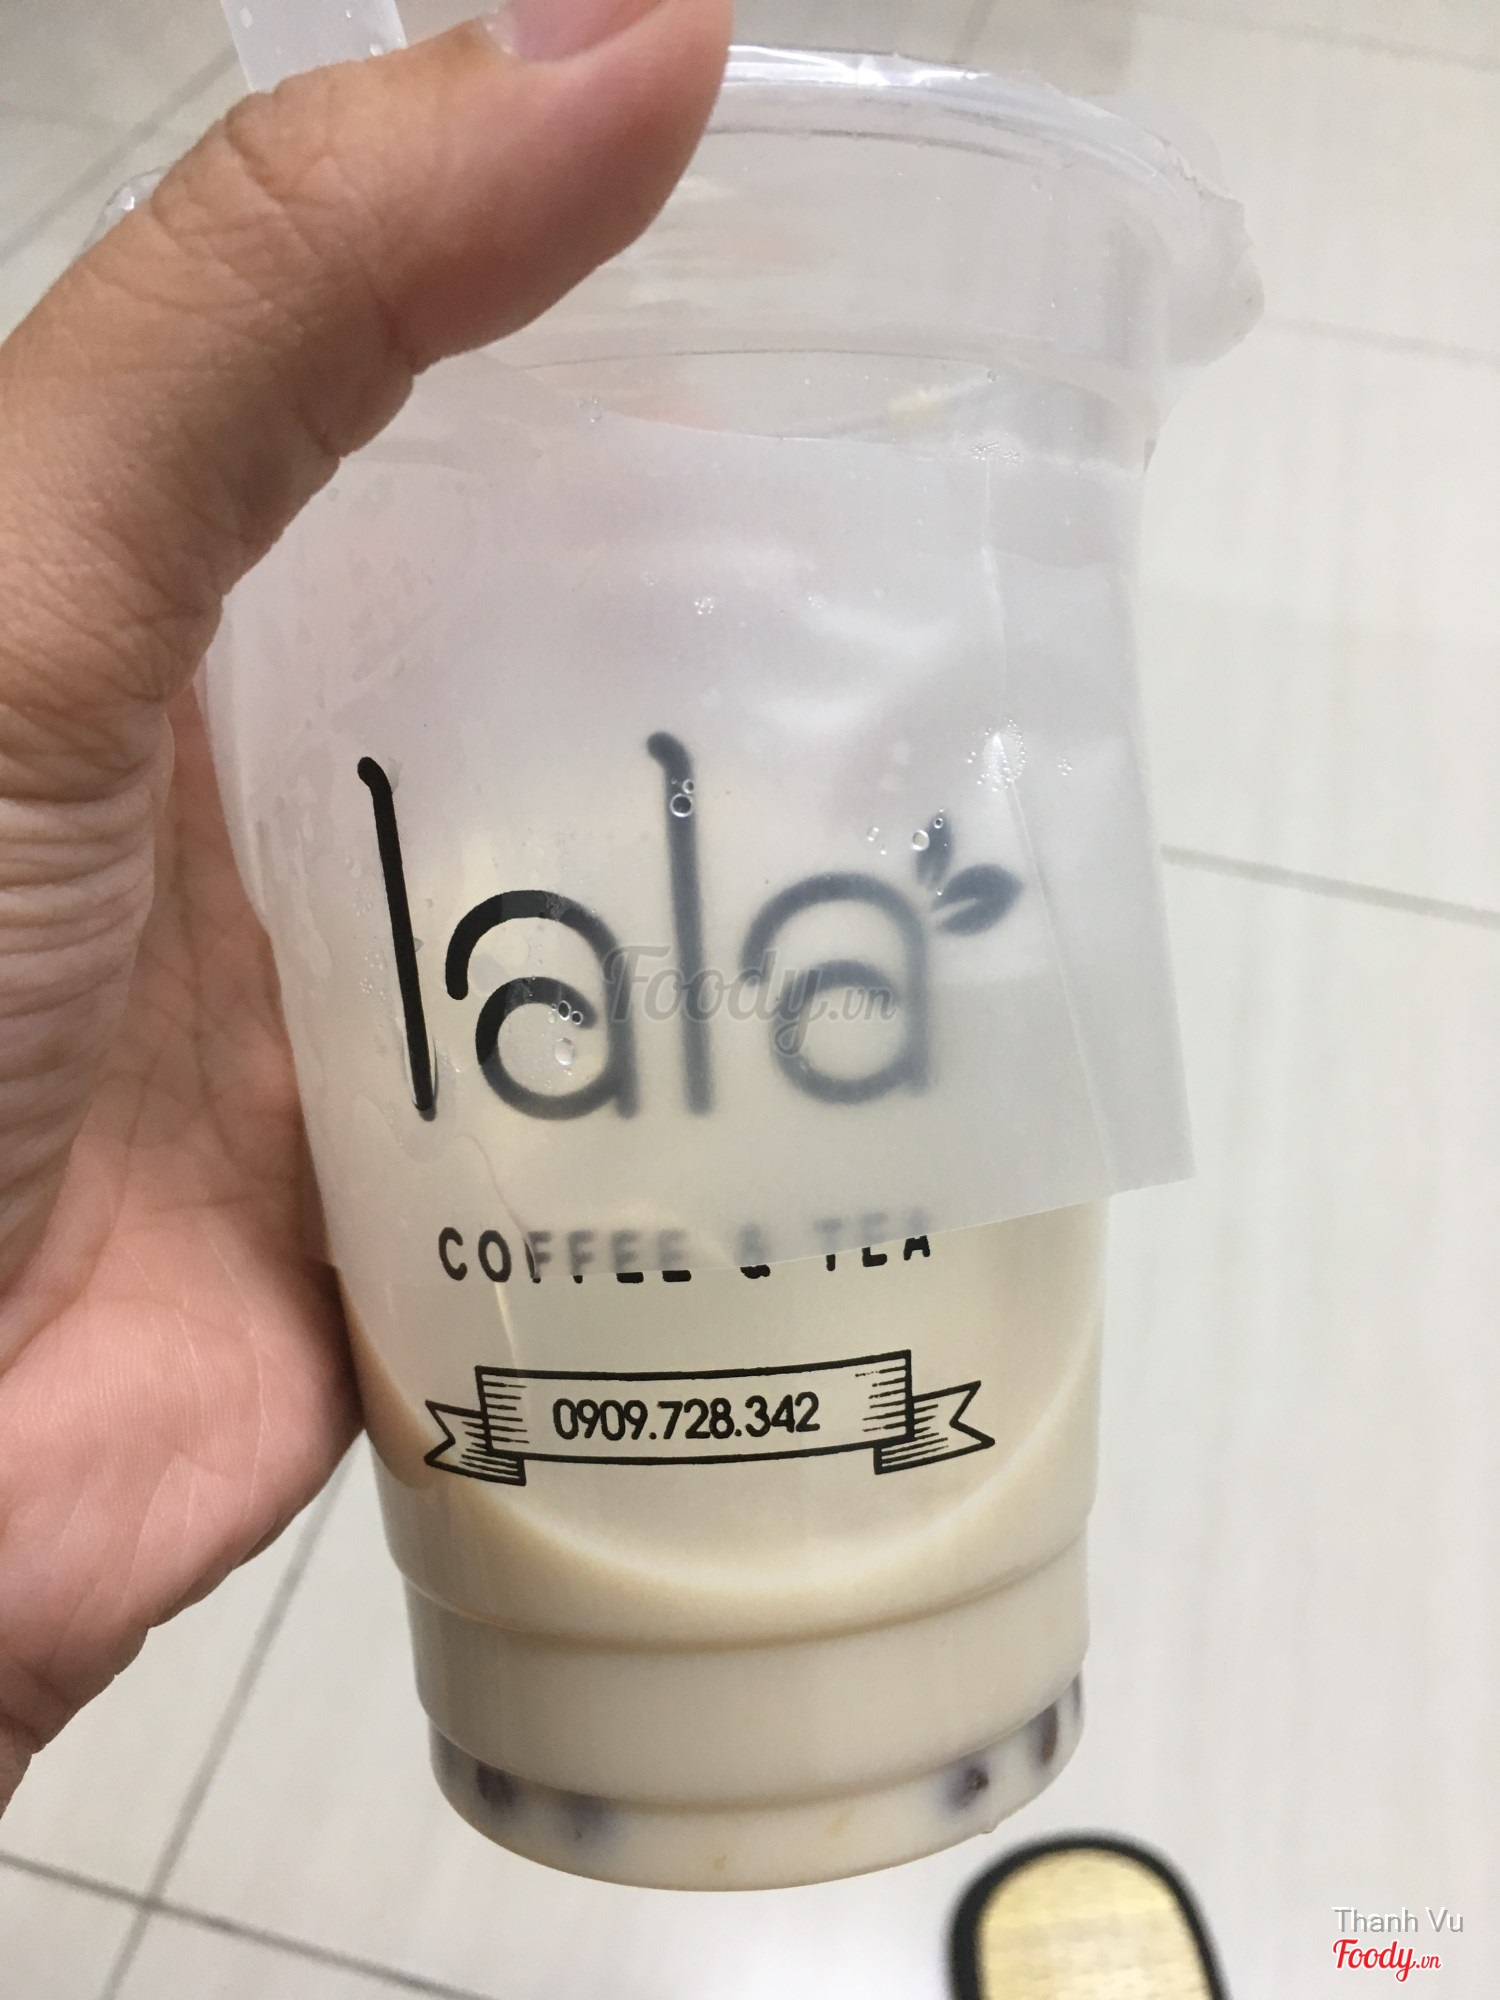 lala
COFFEE & TEA
0909.728.342
Foody.vn
Thanh Vu
Foody.vn